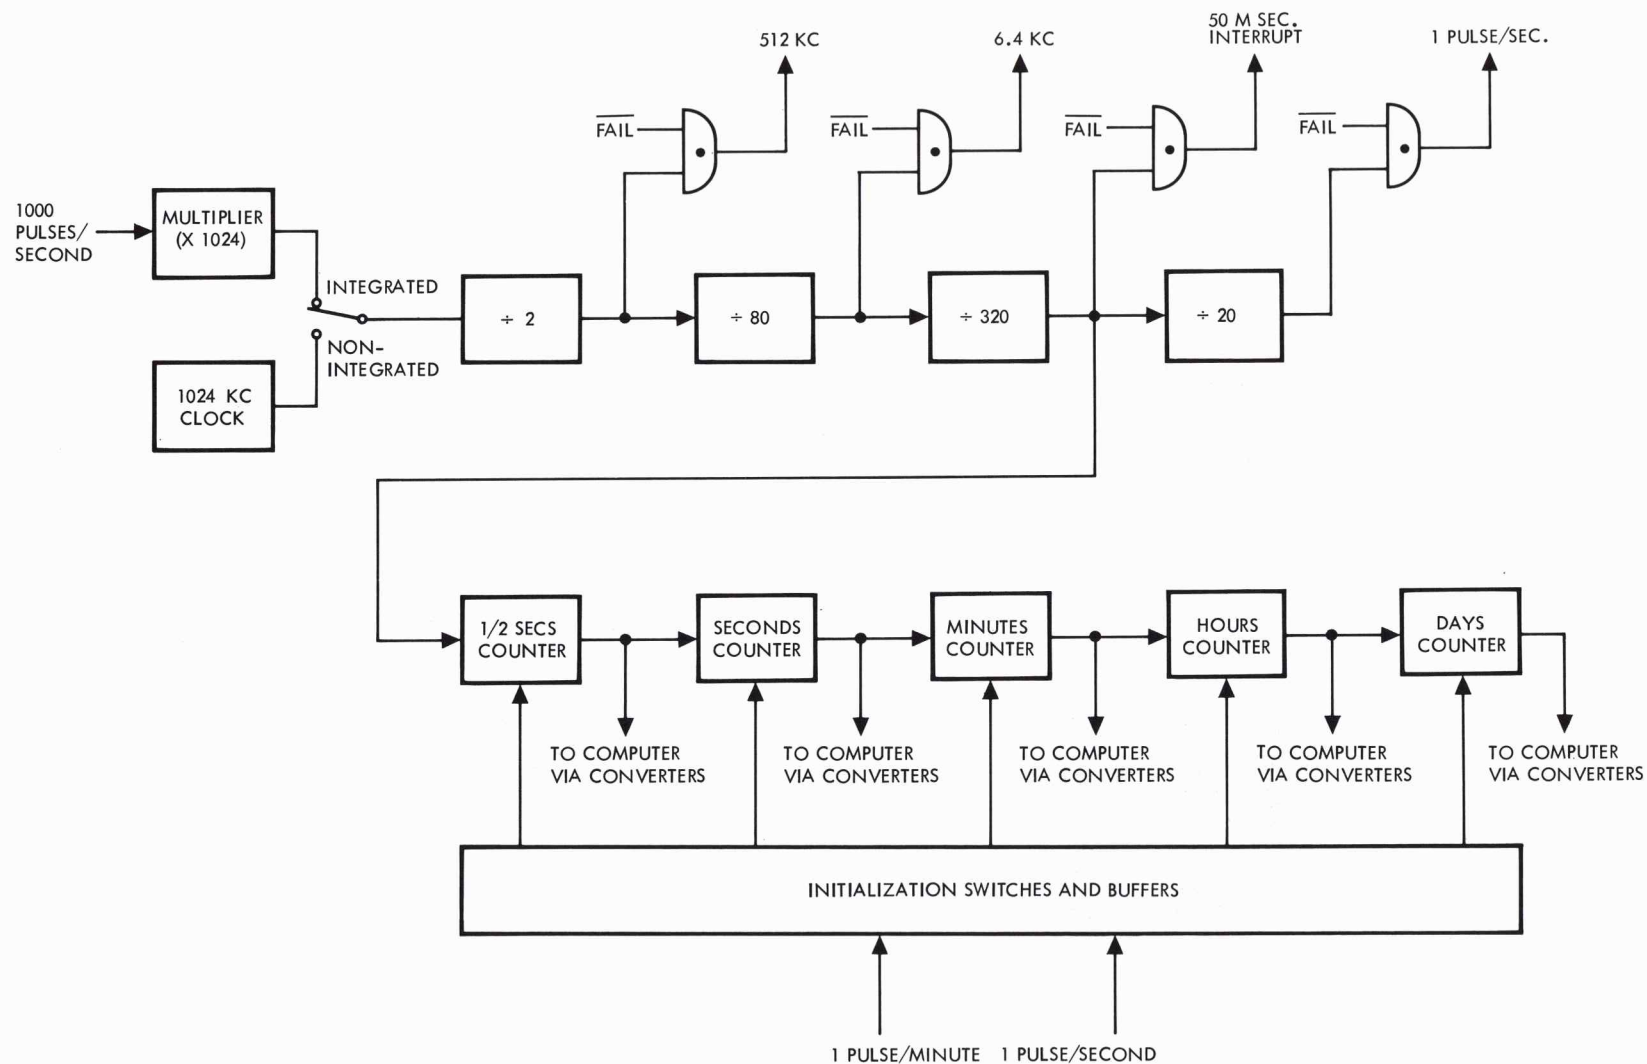 512 KC
6.4 KC
50 M SEC.
INTERRUPT
1 PULSE/SEC.
FAIL
FAIL
FAIL
FAIL
1000
PULSES/
SECOND
MULTIPLIER
(X 1024)
INTEGRATED
NON-
INTEGRATED
1024 KC
CLOCK
÷ 2
÷ 80
÷ 320
÷ 20
1/2 SECS
COUNTER
SECONDS
COUNTER
MINUTES
COUNTER
HOURS
COUNTER
DAYS
COUNTER
TO COMPUTER
VIA CONVERTERS
TO COMPUTER
VIA CONVERTERS
TO COMPUTER
VIA CONVERTERS
TO COMPUTER
VIA CONVERTERS
TO COMPUTER
VIA CONVERTERS
INITIALIZATION SWITCHES AND BUFFERS
1 PULSE/MINUTE
1 PULSE/SECOND